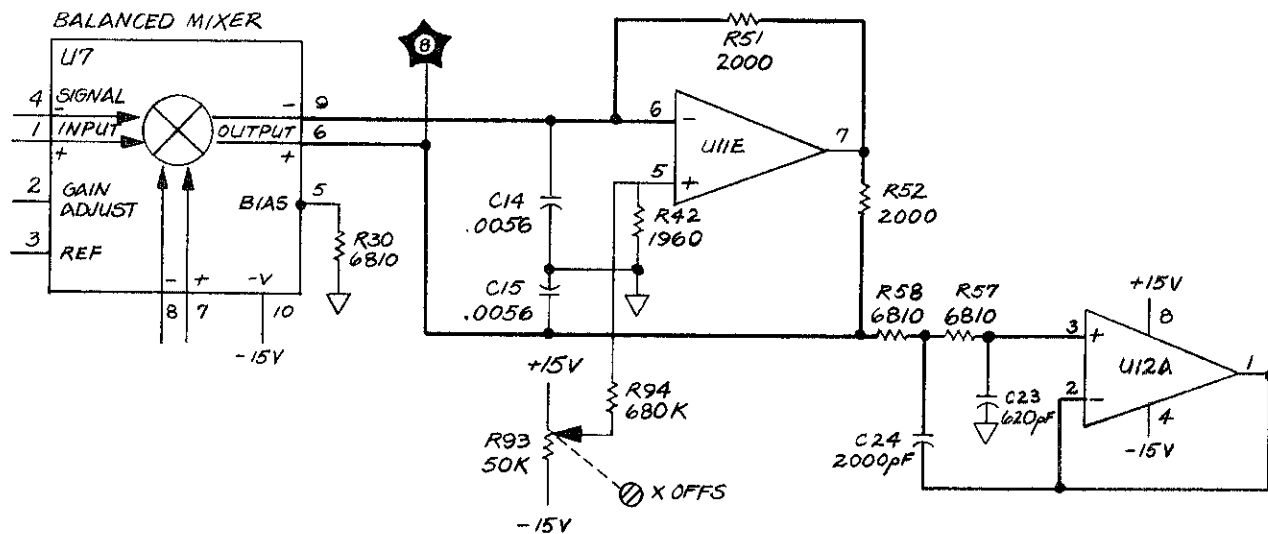 BALANCED MIXER
U7
4 SIGNAL
-
1 INPUT
+
OUTPUT
- 9
6
+
2 GAIN
ADJUST
3 REF
BIAS 5
R30
6810
- +
8 7
-V
10
-15V
8
R51
2000
6 -
U11E
7
5 +
C14
.0056
R42
1960
C15
.0056
R52
2000
+15V
R94
680K
R93
50K
X OFFS
-15V
R58
6810
R57
6810
+15V
8
3 +
U12A
1
2 -
4
-15V
C23
620pF
C24
2000pF